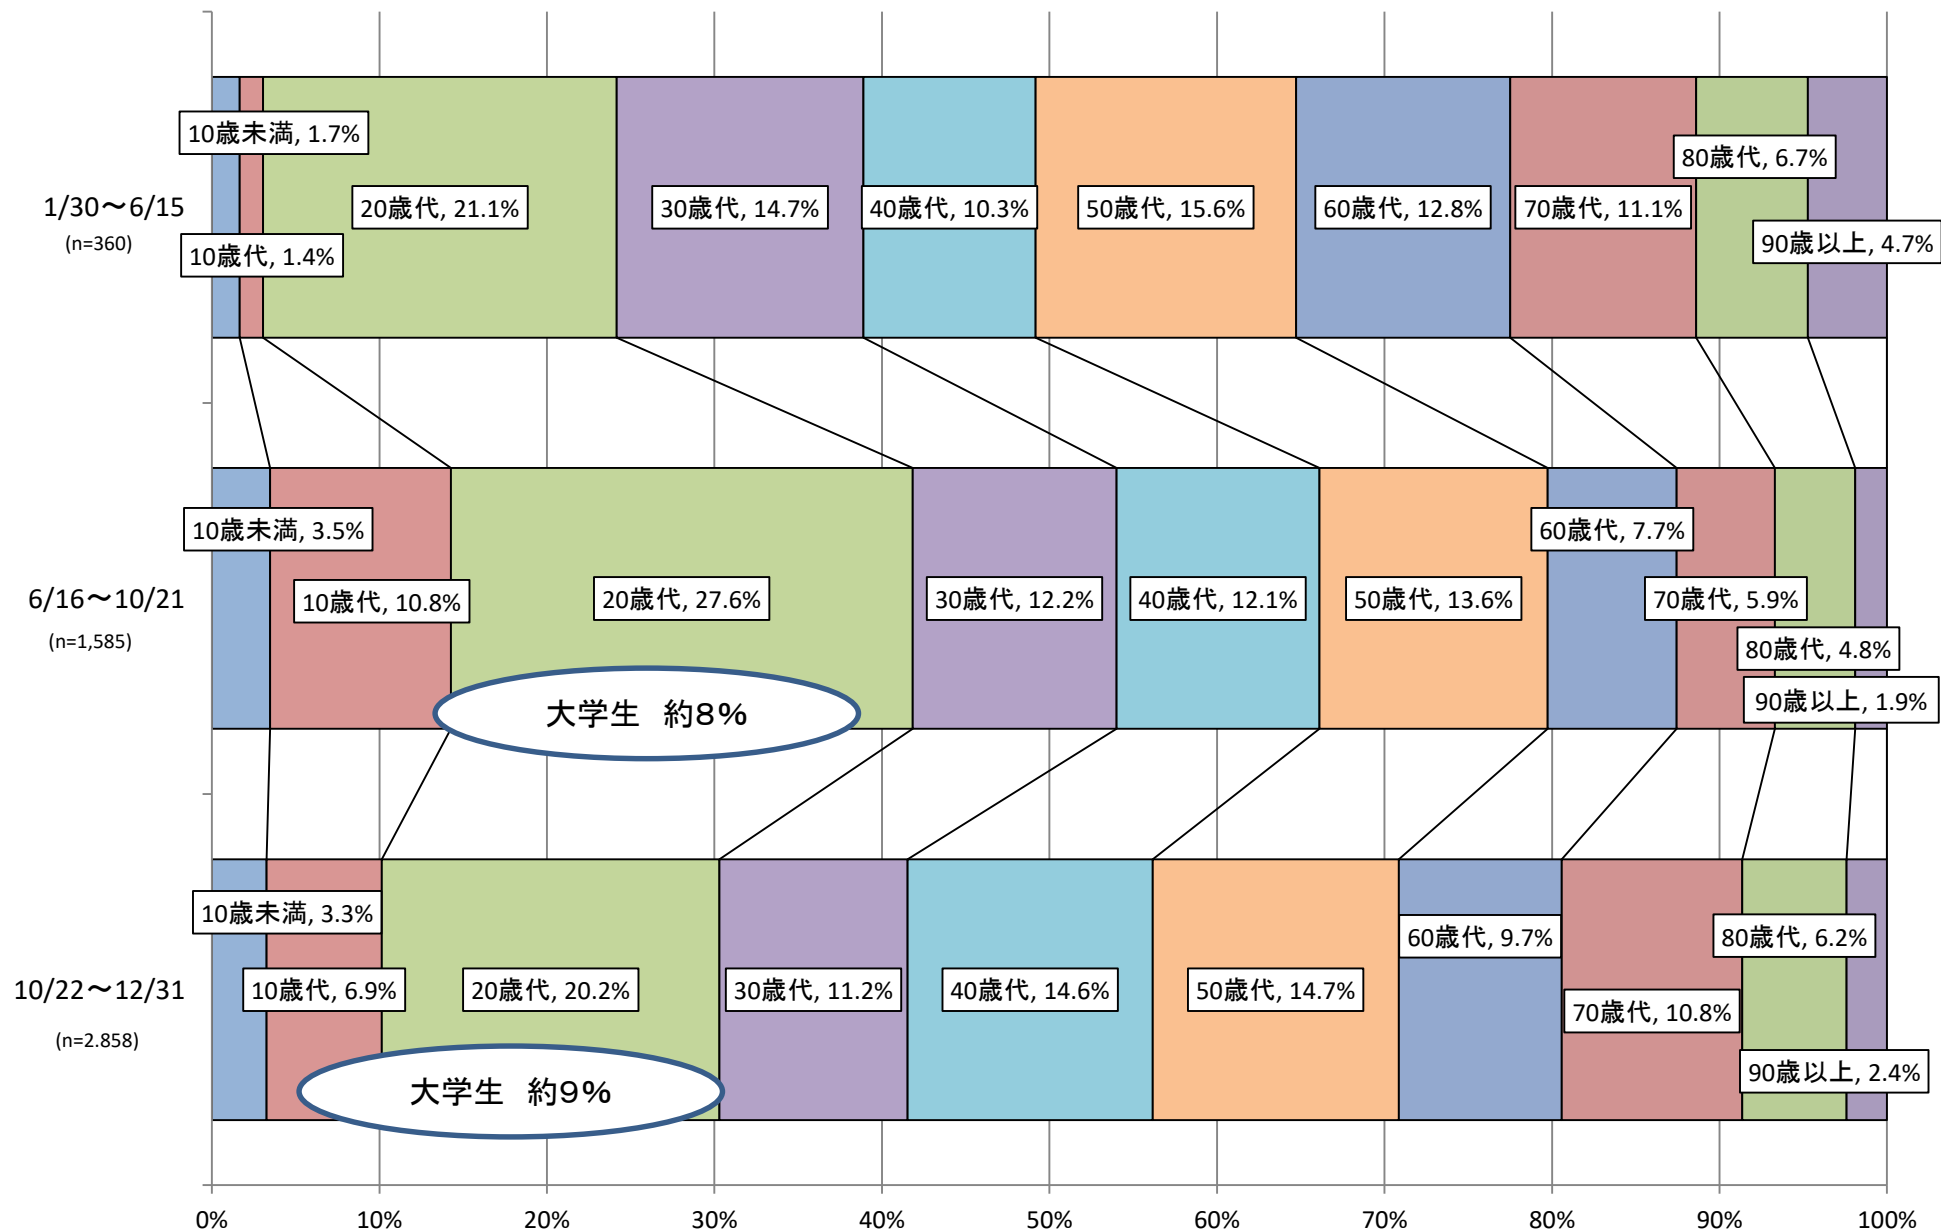 10歳未満, 1.7%
80歳代, 6.7%
1/30～6/15
(n=360)
20歳代, 21.1%
30歳代, 14.7%
40歳代, 10.3%
50歳代, 15.6%
60歳代, 12.8%
70歳代, 11.1%
10歳代, 1.4%
90歳以上, 4.7%
10歳未満, 3.5%
60歳代, 7.7%
6/16～10/21
(n=1,585)
10歳代, 10.8%
20歳代, 27.6%
30歳代, 12.2%
40歳代, 12.1%
50歳代, 13.6%
70歳代, 5.9%
80歳代, 4.8%
90歳以上, 1.9%
大学生　約8%
10歳未満, 3.3%
60歳代, 9.7%
80歳代, 6.2%
10/22～12/31
(n=2.858)
10歳代, 6.9%
20歳代, 20.2%
30歳代, 11.2%
40歳代, 14.6%
50歳代, 14.7%
70歳代, 10.8%
90歳以上, 2.4%
大学生　約9%
0% 10% 20% 30% 40% 50% 60% 70% 80% 90% 100%